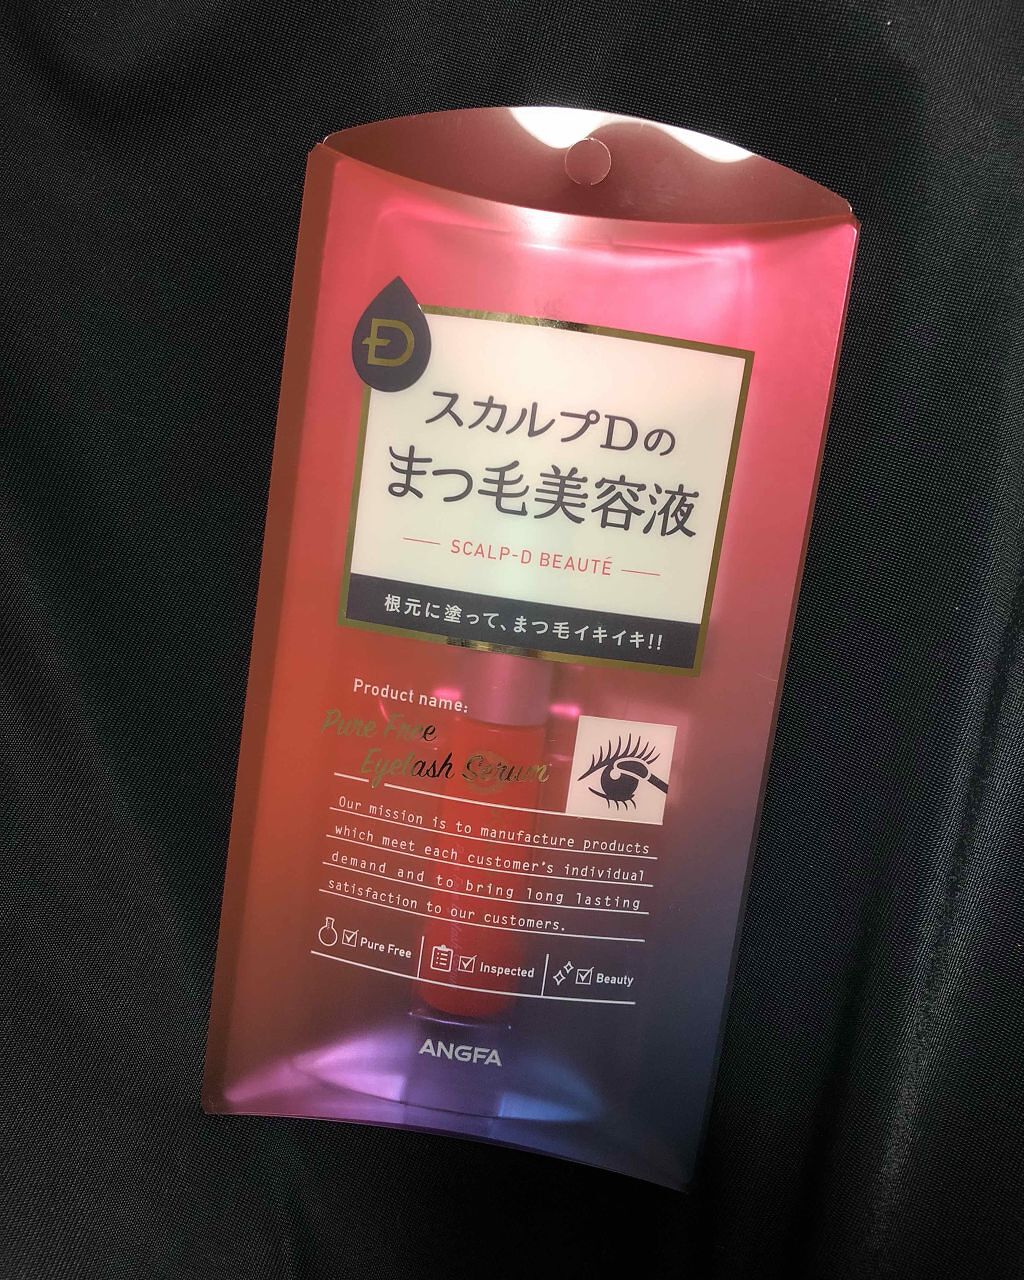 D
スカルプDの
まつ毛美容液
SCALP-D BEAUTÉ
根元に塗って、まつ毛イキイキ!!
Product name:
Pure Free
Eyelash Serum
Our mission is to manufacture products
which meet each customer's individual
demand and to bring long lasting
satisfaction to our customers.
Pure Free
Inspected
Beauty
ANGFA